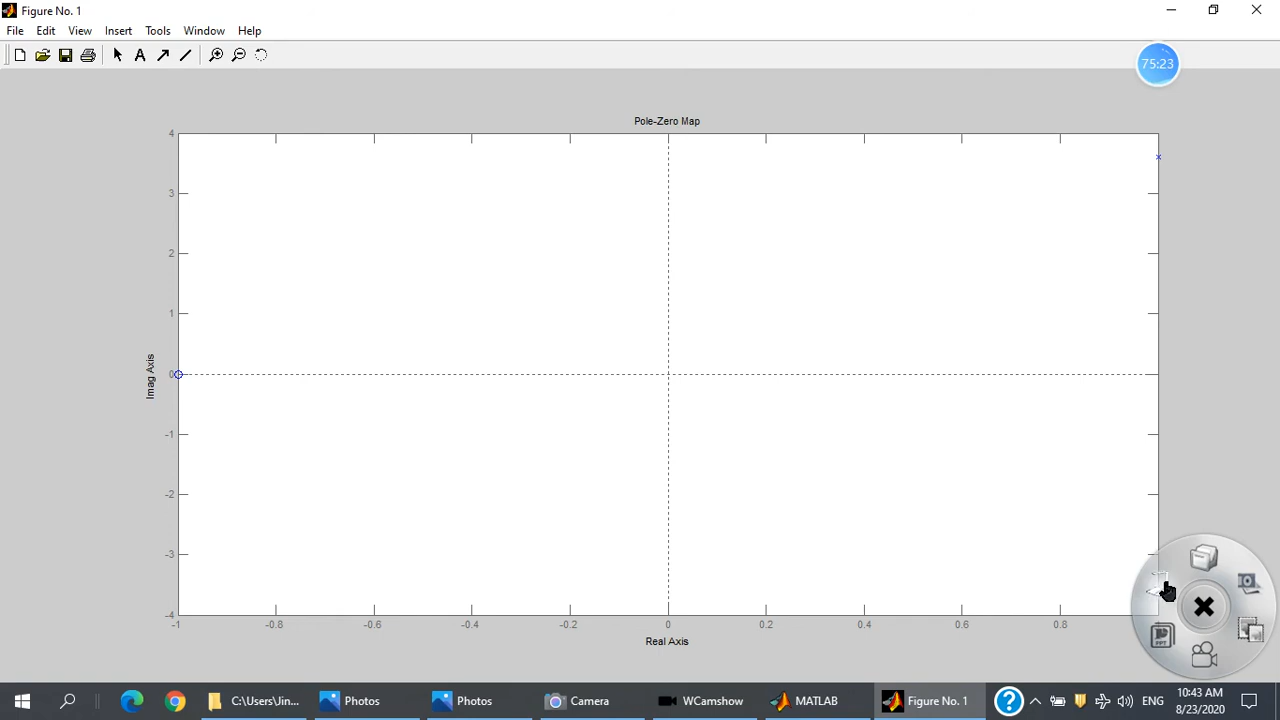 Figure No. 1
File Edit View Insert Tools Window Help
A
75:23
Pole-Zero Map
4
3
2
1
0
-1
-2
-3
-4
Imag Axis
-1 -0.8 -0.6 -0.4 -0.2 0 0.2 0.4 0.6 0.8
Real Axis
PPT
C:\Users\Jin... Photos Photos Camera WCamshow MATLAB Figure No. 1 ? ENG
10:43 AM
8/23/2020